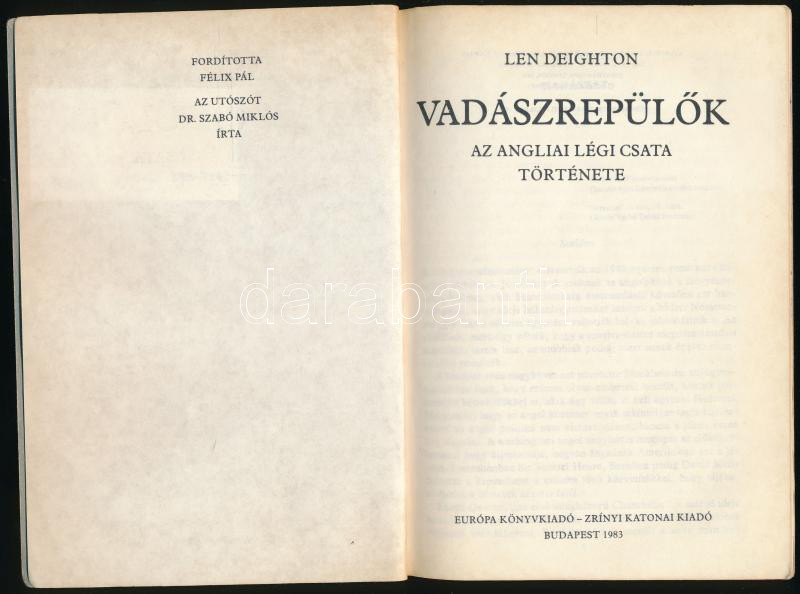 FORDÍTOTTA
FÉLIX PÁL
AZ UTÓSZÓT
DR. SZABÓ MIKLÓS
ÍRTA
LEN DEIGHTON
VADÁSZREPÜLŐK
AZ ANGLIAI LÉGI CSATA
TÖRTÉNETE
EURÓPA KÖNYVKIADÓ – ZRÍNYI KATONAI KIADÓ
BUDAPEST 1983
darabanth